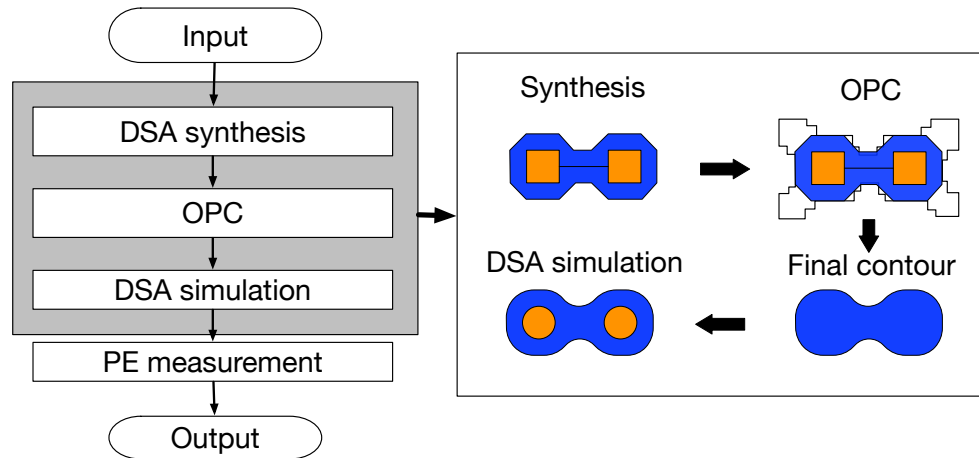 Input
DSA synthesis
OPC
DSA simulation
PE measurement
Output
Synthesis
OPC
DSA simulation
Final contour